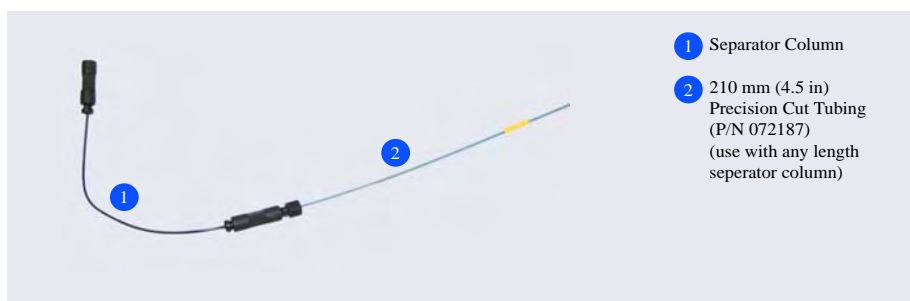 1 Separator Column
2 210 mm (4.5 in)
Precision Cut Tubing
(P/N 072187)
(use with any length
seperator column)
2
1